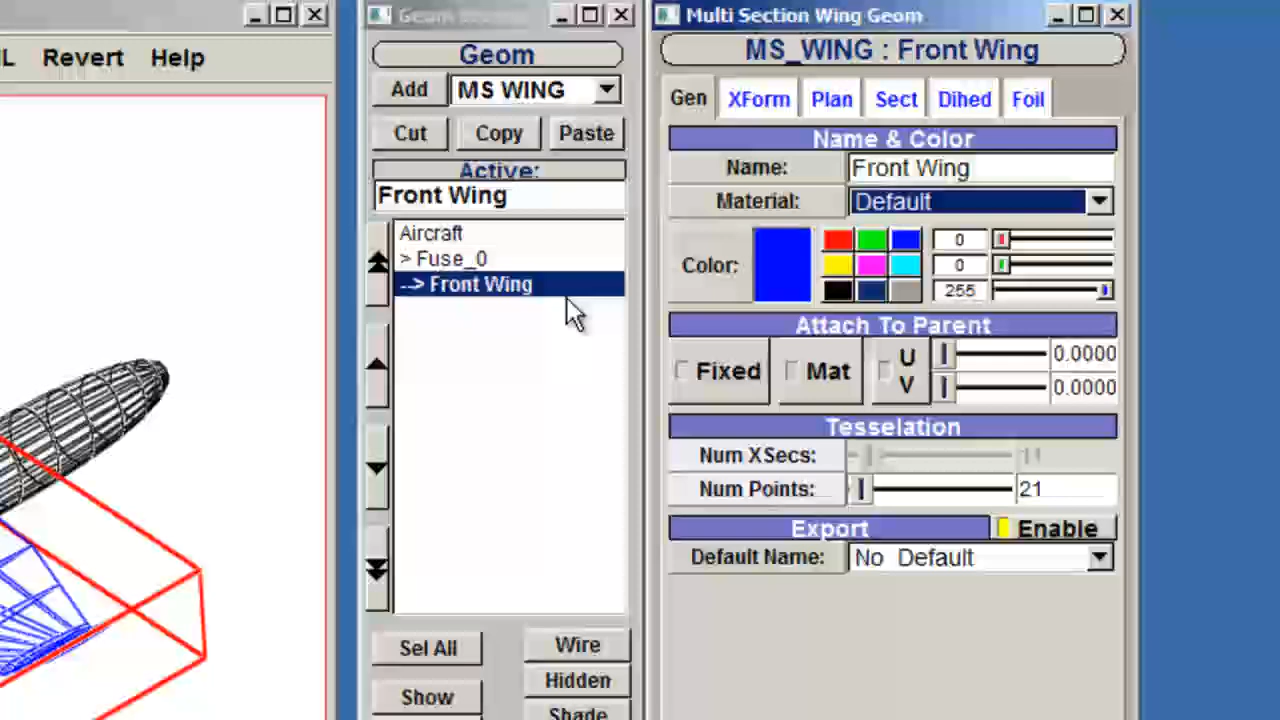 L Revert Help
Geom
Add MS WING
Cut Copy Paste
Active:
Front Wing
Aircraft
> Fuse_0
--> Front Wing
Sel All Wire
Hidden
Show
Shade
Multi Section Wing Geom
MS_WING : Front Wing
Gen XForm Plan Sect Dihed Foil
Name & Color
Name: Front Wing
Material: Default
Color: 0
0
255
Attach To Parent
Fixed Mat U V 0.0000
0.0000
Tesselation
Num XSecs:
Num Points: 21
Export Enable
Default Name: No Default